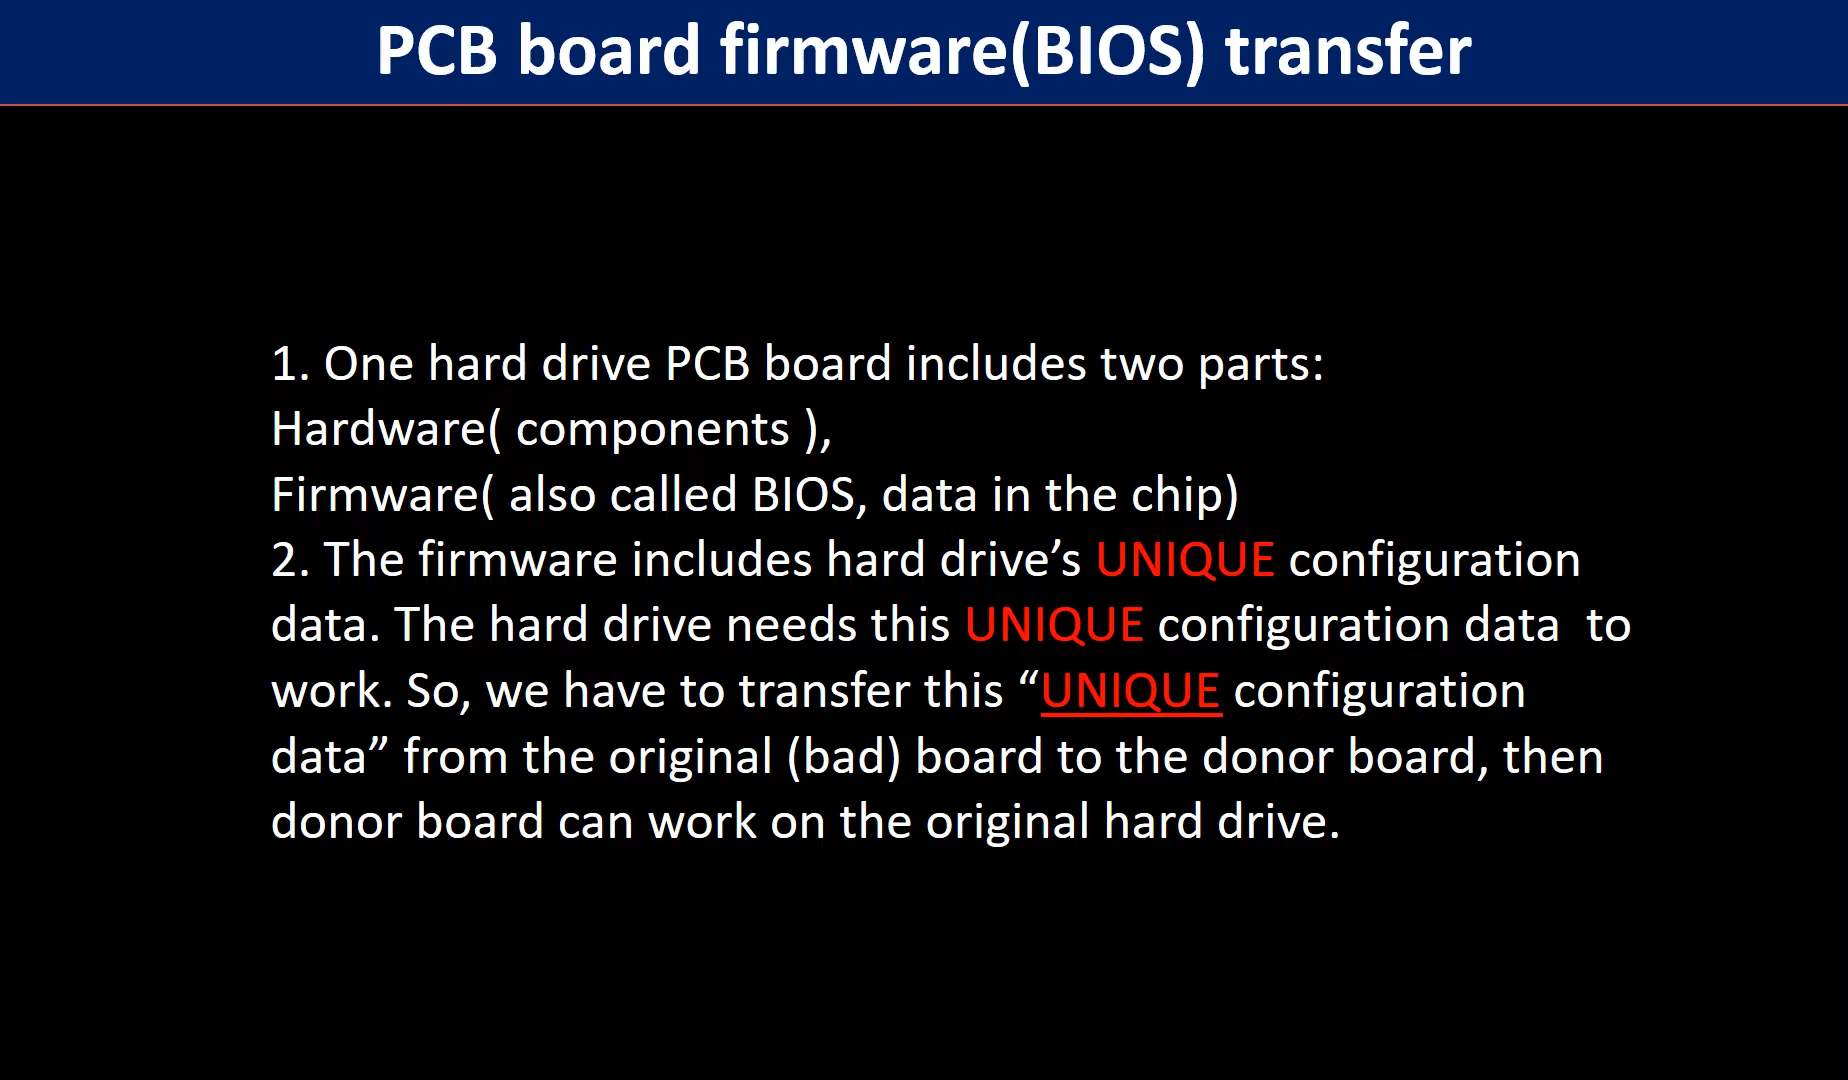 PCB board firmware(BIOS) transfer
1. One hard drive PCB board includes two parts:
Hardware( components ),
Firmware( also called BIOS, data in the chip)
2. The firmware includes hard drive’s UNIQUE configuration
data. The hard drive needs this UNIQUE configuration data  to
work. So, we have to transfer this “UNIQUE configuration
data” from the original (bad) board to the donor board, then
donor board can work on the original hard drive.